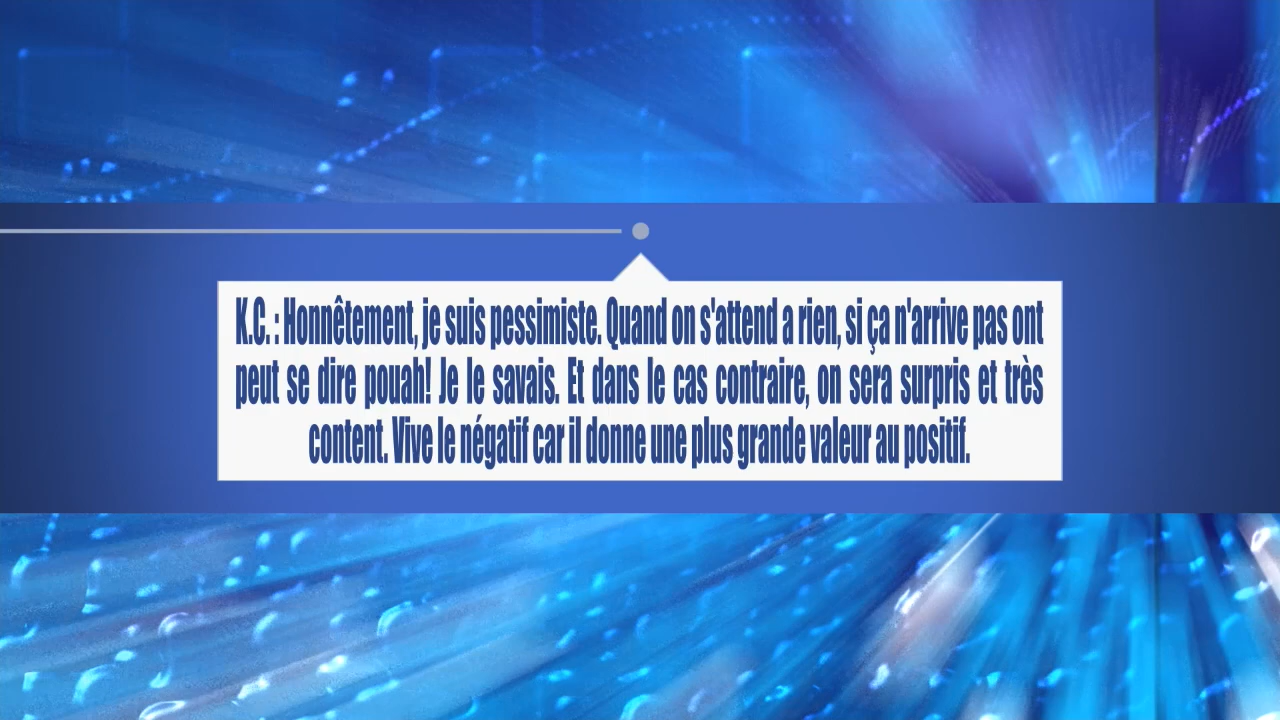 K.C. : Honnêtement, je suis pessimiste. Quand on s'attend a rien, si ça n'arrive pas ont
peut se dire pouah! Je le savais. Et dans le cas contraire, on sera surpris et très
content. Vive le négatif car il donne une plus grande valeur au positif.